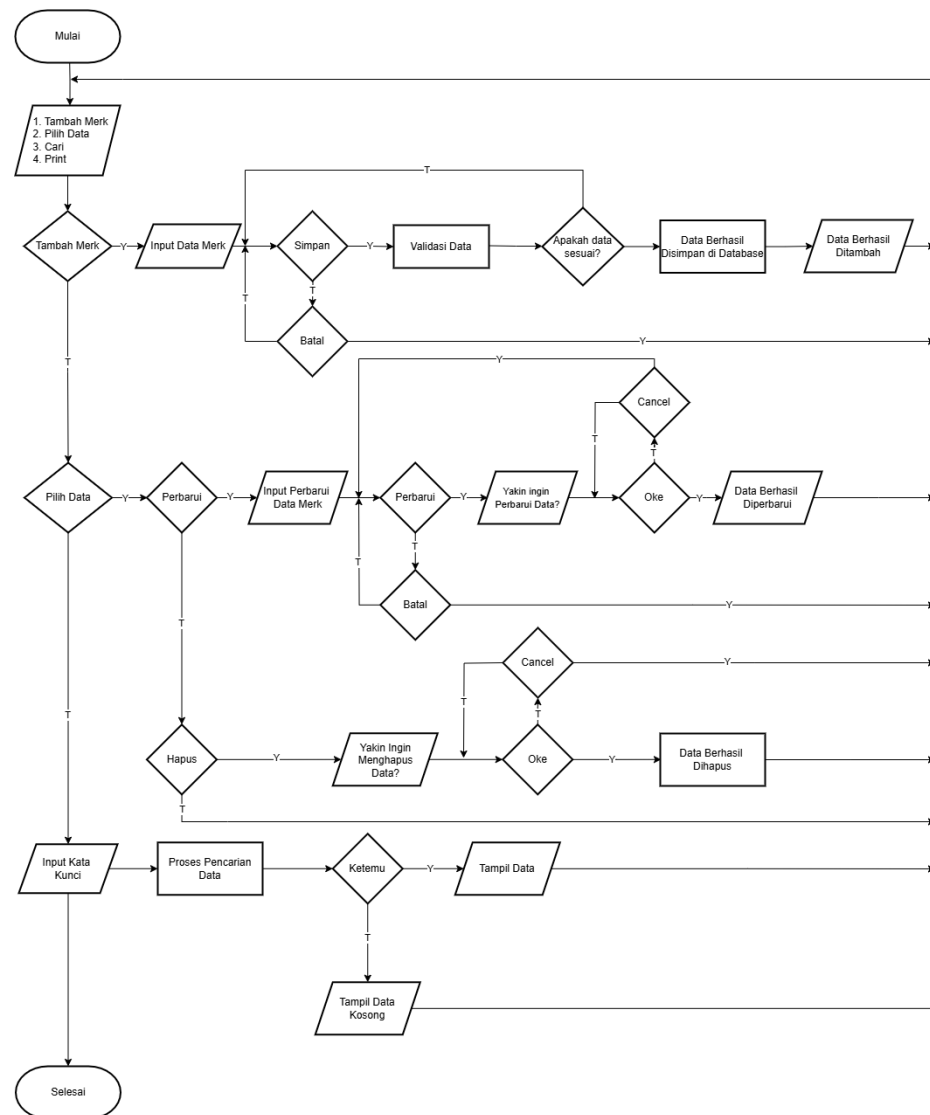 Mulai
1. Tambah Merk
2. Pilih Data
3. Cari
4. Print
T
Tambah Merk
Y
Input Data Merk
Simpan
Y
Validasi Data
Apakah data
sesuai?
Data Berhasil
Disimpan di Database
Data Berhasil
Ditambah
T
T
Batal
Y
T
Y
Cancel
T
T
Pilih Data
Y
Perbarui
Y
Input Perbarui
Data Merk
Perbarui
Y
Yakin ingin
Perbarui Data?
Oke
Y
Data Berhasil
Diperbarui
T
T
Batal
Y
T
Cancel
Y
T
T
T
Hapus
Y
Yakin Ingin
Menghapus
Data?
Oke
Y
Data Berhasil
Dihapus
T
Input Kata
Kunci
Proses Pencarian
Data
Ketemu
Y
Tampil Data
T
Tampil Data
Kosong
Selesai